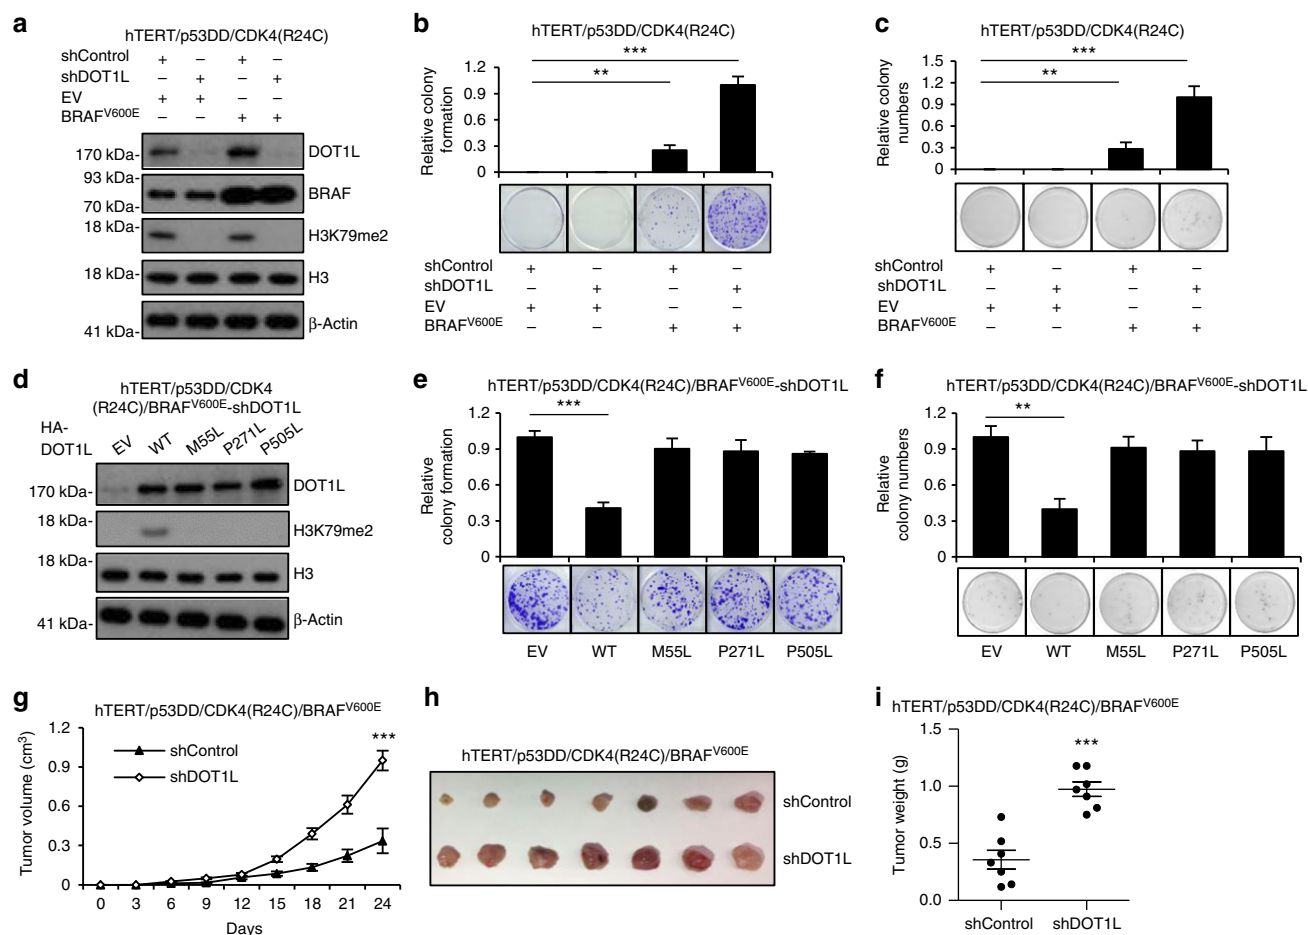 a
hTERT/p53DD/CDK4(R24C)
shControl + – + –
shDOT1L – + – +
EV + + – –
BRAFV600E – – + +
170 kDa- DOT1L
93 kDa-
BRAF
70 kDa-
18 kDa- H3K79me2
18 kDa- H3
41 kDa- β-Actin
b
hTERT/p53DD/CDK4(R24C)
***
**
Relative colony formation
1.2
0.9
0.6
0.3
0
shControl + – + –
shDOT1L – + – +
EV + + – –
BRAFV600E – – + +
c
hTERT/p53DD/CDK4(R24C)
***
**
Relative colony numbers
1.5
1.2
0.9
0.6
0.3
0
shControl + – + –
shDOT1L – + – +
EV + + – –
BRAFV600E – – + +
d
hTERT/p53DD/CDK4
(R24C)/BRAFV600E-shDOT1L
HA-
DOT1L EV WT M55L P271L P505L
170 kDa- DOT1L
18 kDa- H3K79me2
18 kDa- H3
41 kDa- β-Actin
e
hTERT/p53DD/CDK4(R24C)/BRAFV600E-shDOT1L
***
Relative
colony formation
1.2
0.9
0.6
0.3
0
EV WT M55L P271L P505L
f
hTERT/p53DD/CDK4(R24C)/BRAFV600E-shDOT1L
**
Relative
colony numbers
1.2
0.9
0.6
0.3
0
EV WT M55L P271L P505L
g
hTERT/p53DD/CDK4(R24C)/BRAFV600E
Tumor volume (cm3)
1.2
0.9
0.6
0.3
0
shControl
shDOT1L
***
0 3 6 9 12 15 18 21 24
Days
h
hTERT/p53DD/CDK4(R24C)/BRAFV600E
shControl
shDOT1L
i
hTERT/p53DD/CDK4(R24C)/BRAFV600E
Tumor weight (g)
1.5
1.0
0.5
0.0
***
shControl shDOT1L